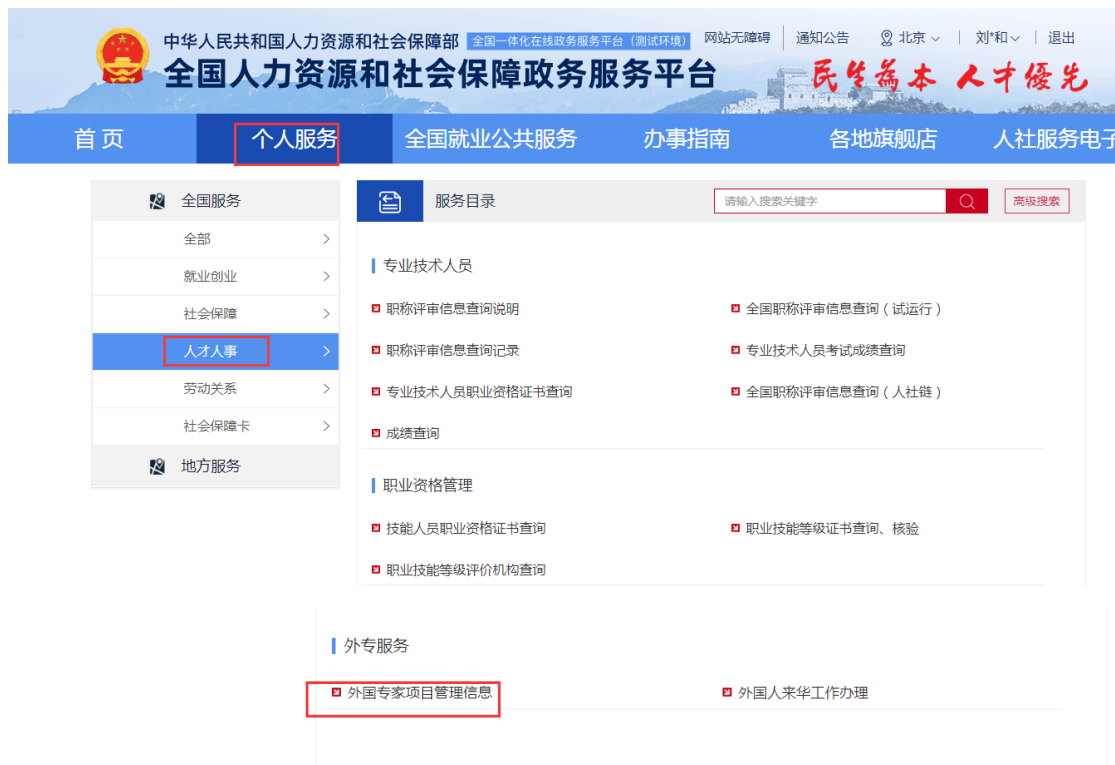 中华人民共和国人力资源和社会保障部 全国一体化在线政务服务平台（测试环境） 网站无障碍 通知公告 北京 刘*和 退出
全国人力资源和社会保障政务服务平台 民生為本 人才優先
首 页 个人服务 全国就业公共服务 办事指南 各地旗舰店 人社服务电子
全国服务 服务目录 请输入搜索关键字 高级搜索
全部
就业创业
社会保障
人才人事
劳动关系
社会保障卡
地方服务
专业技术人员
职称评审信息查询说明 全国职称评审信息查询（试运行）
职称评审信息查询记录 专业技术人员考试成绩查询
专业技术人员职业资格证书查询 全国职称评审信息查询（人社链）
成绩查询
职业资格管理
技能人员职业资格证书查询 职业技能等级证书查询、核验
职业技能等级评价机构查询
外专服务
外国专家项目管理信息 外国人来华工作办理